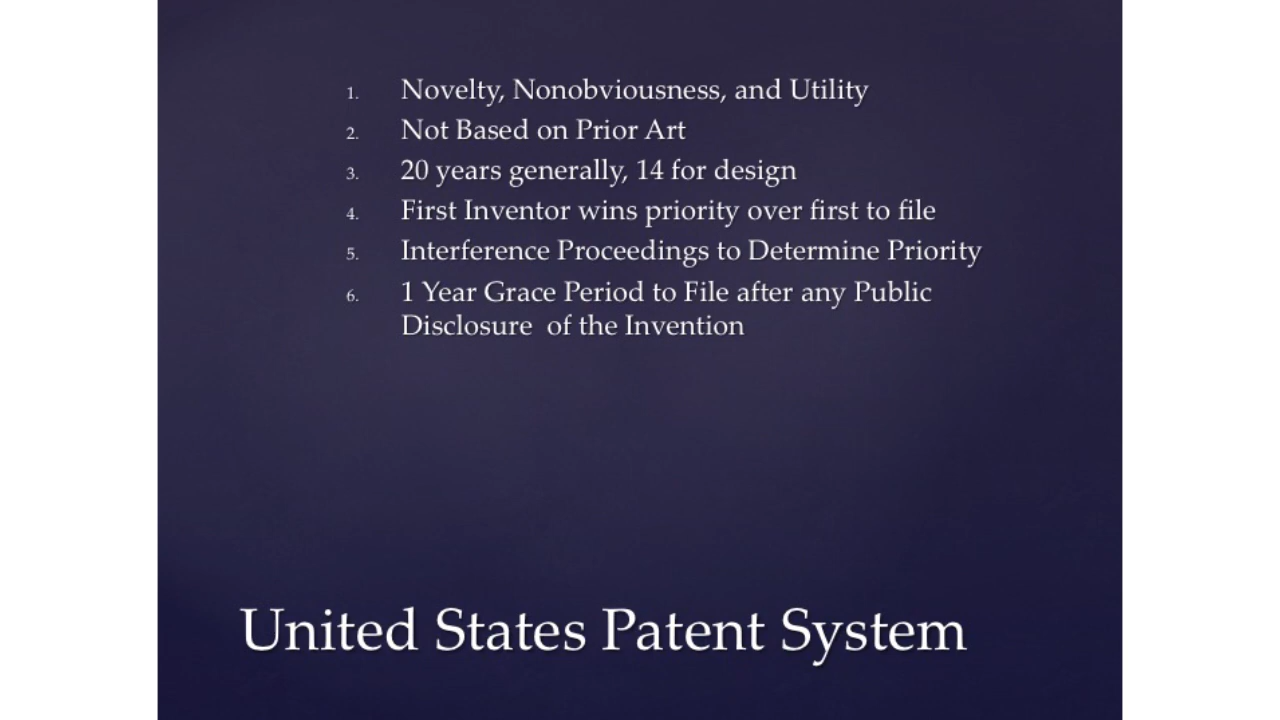 1. Novelty, Nonobviousness, and Utility
2. Not Based on Prior Art
3. 20 years generally, 14 for design
4. First Inventor wins priority over first to file
5. Interference Proceedings to Determine Priority
6. 1 Year Grace Period to File after any Public
Disclosure  of the Invention
United States Patent System